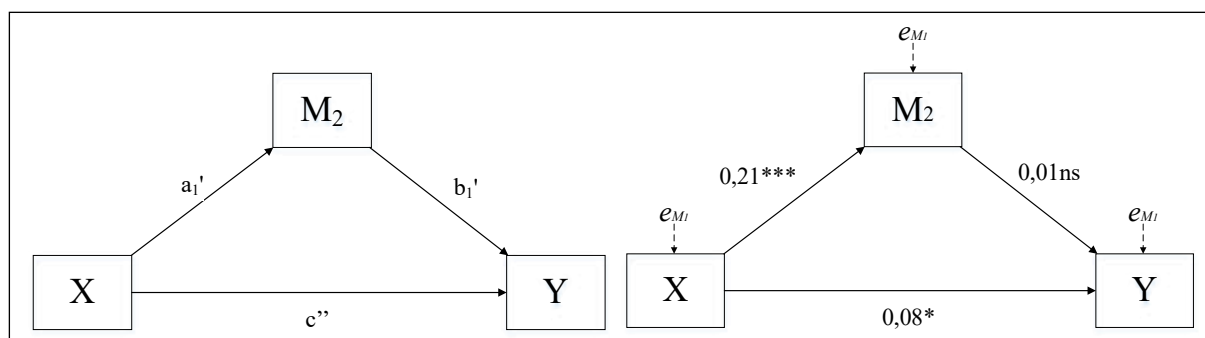 M₂
a₁'
b₁'
X
Y
c’’
eM1
M2
0,21***
0,01ns
eM1
eM1
X
Y
0,08*